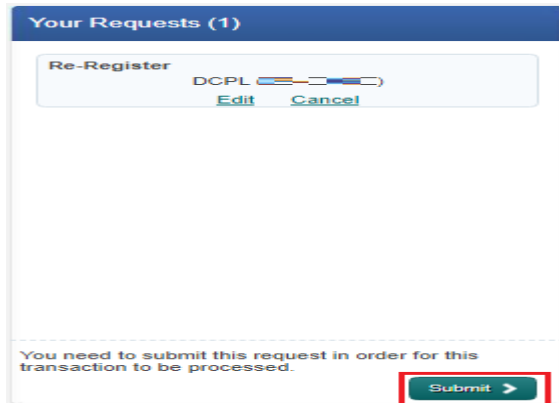 Your Requests (1)
Re-Register
DCPL (
Edit Cancel
You need to submit this request in order for this
transaction to be processed.
Submit >